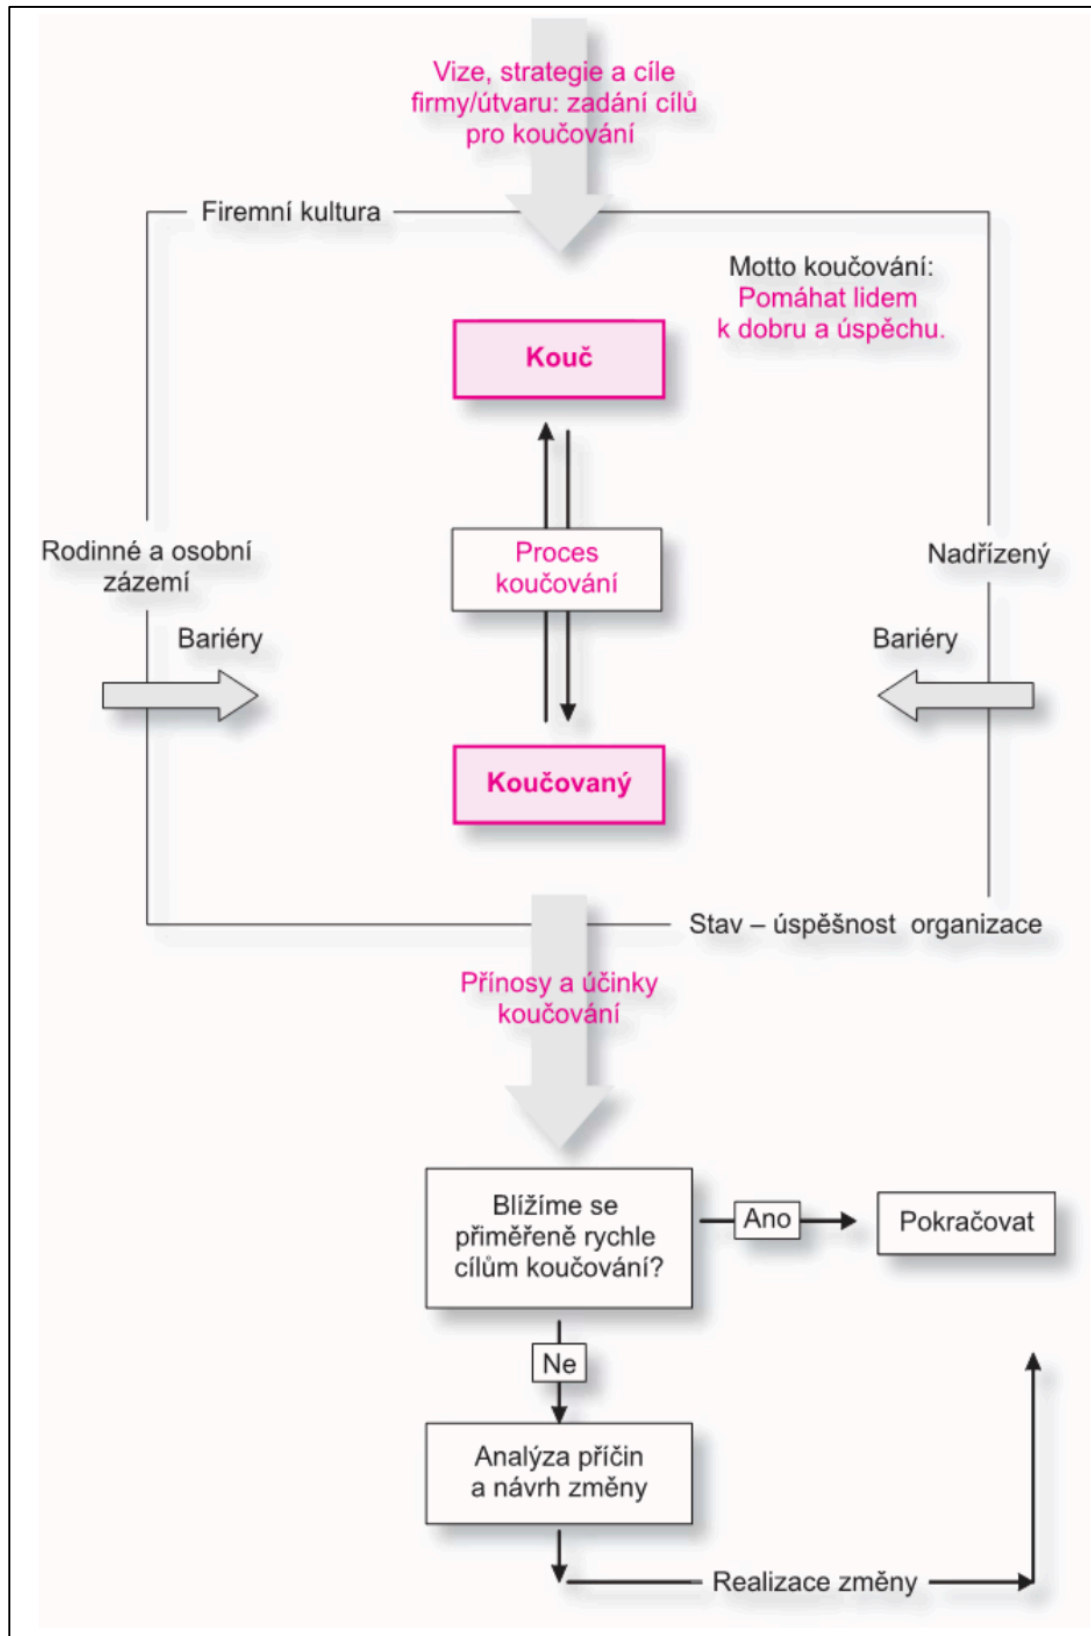 Vize, strategie a cíle
firmy/útvaru: zadání cílů
pro koučování
Firemní kultura
Motto koučování:
Pomáhat lidem
k dobru a úspěchu.
Kouč
Rodinné a osobní
zázemí
Proces
koučování
Nadřízený
Bariéry
Bariéry
Koučovaný
Stav – úspěšnost organizace
Přínosy a účinky
koučování
Blížíme se
přiměřeně rychle
cílům koučování?
Ano
Pokračovat
Ne
Analýza příčin
a návrh změny
Realizace změny